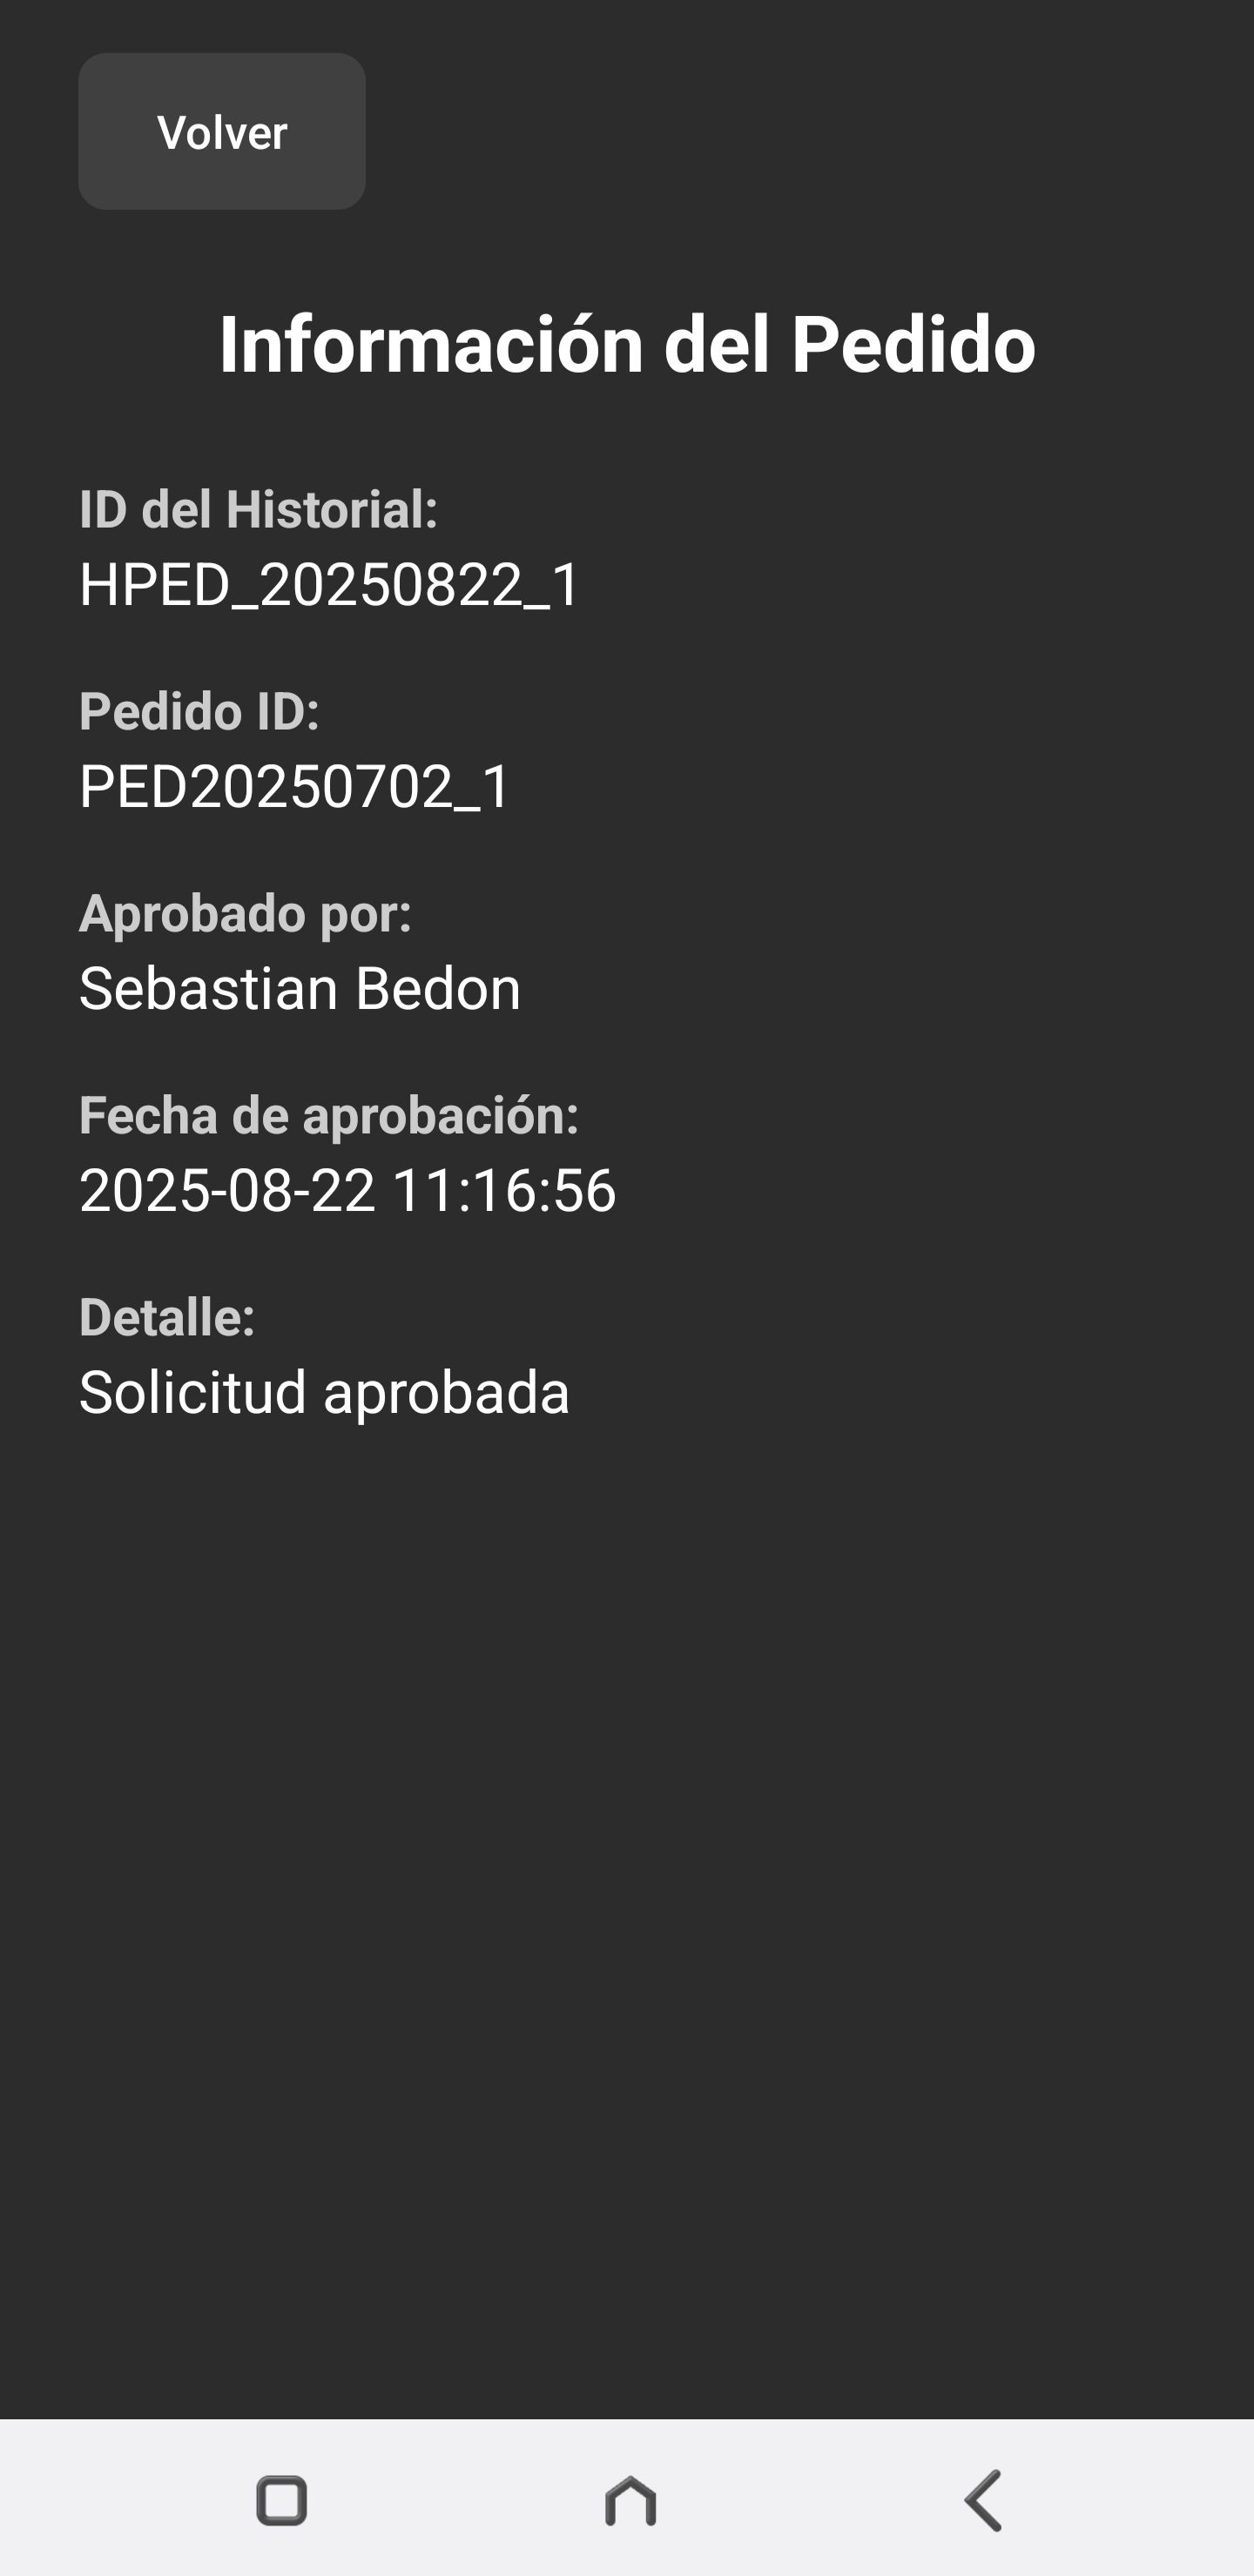 Volver
Información del Pedido
ID del Historial:
HPED_20250822_1
Pedido ID:
PED20250702_1
Aprobado por:
Sebastian Bedon
Fecha de aprobación:
2025-08-22 11:16:56
Detalle:
Solicitud aprobada